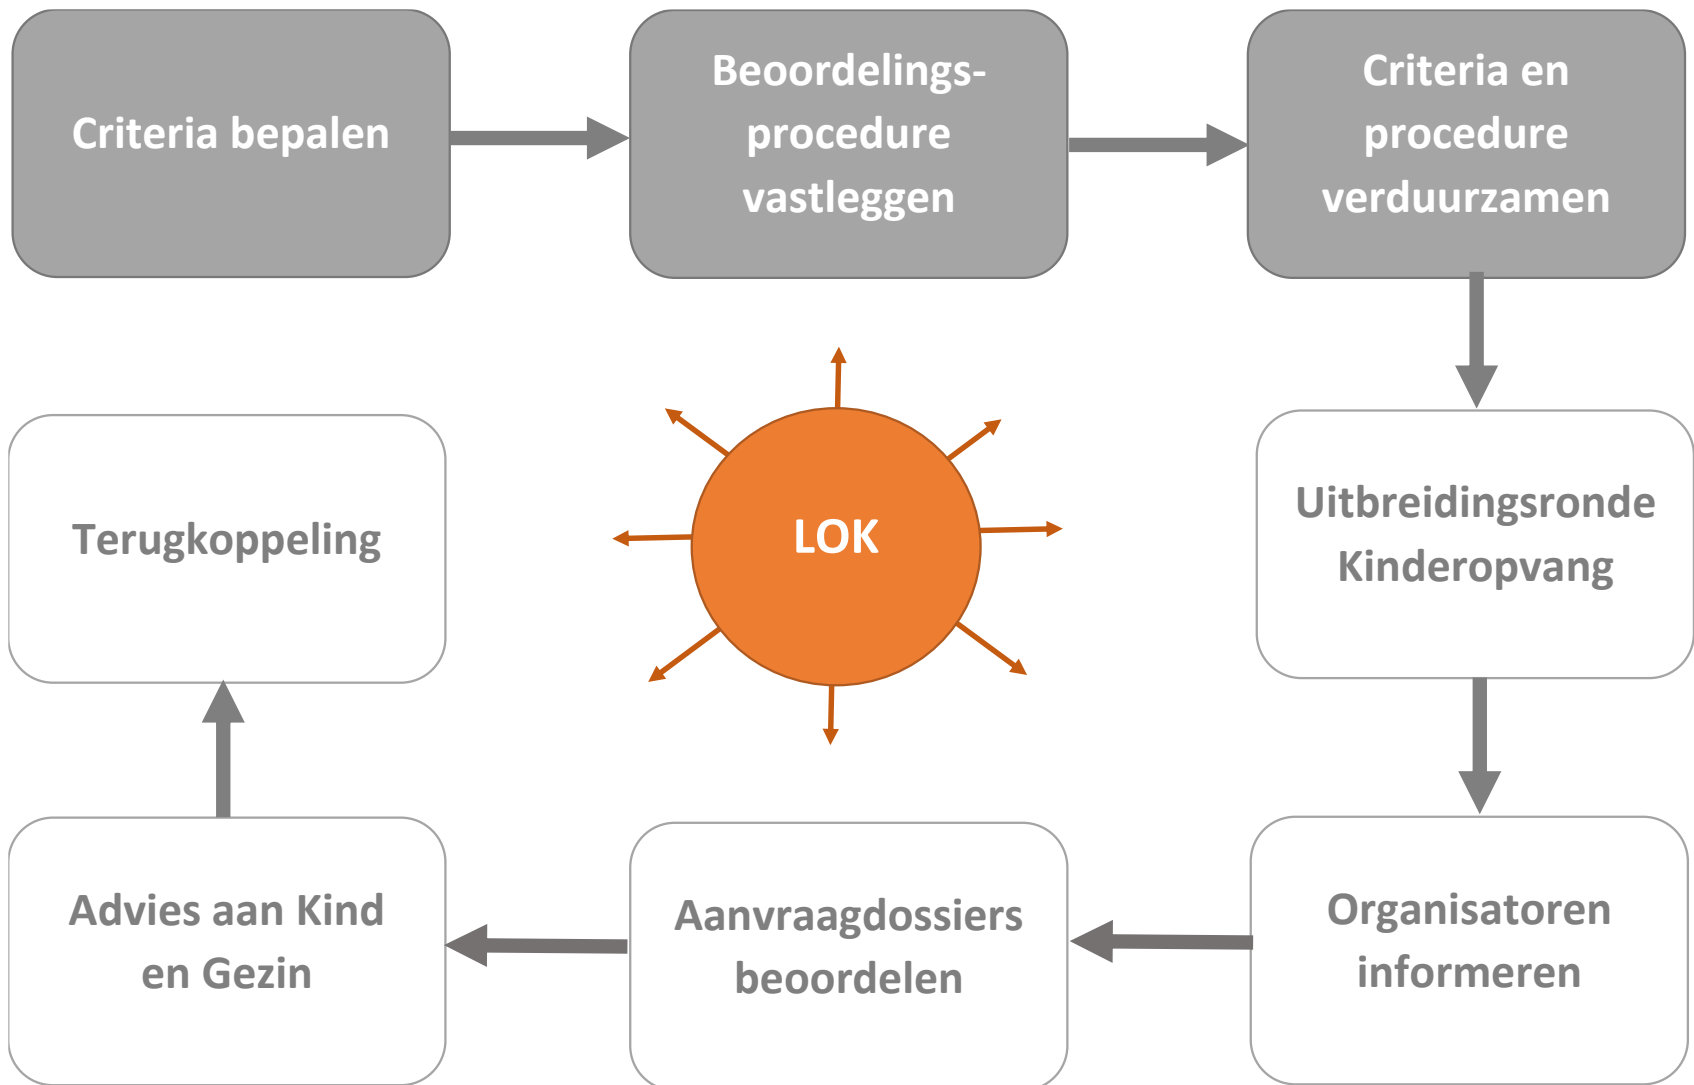 Criteria bepalen
Beoordelings-
procedure
vastleggen
Criteria en
procedure
verduurzamen
Terugkoppeling
LOK
Uitbreidingsronde
Kinderopvang
Advies aan Kind
en Gezin
Aanvraagdossiers
beoordelen
Organisatoren
informeren